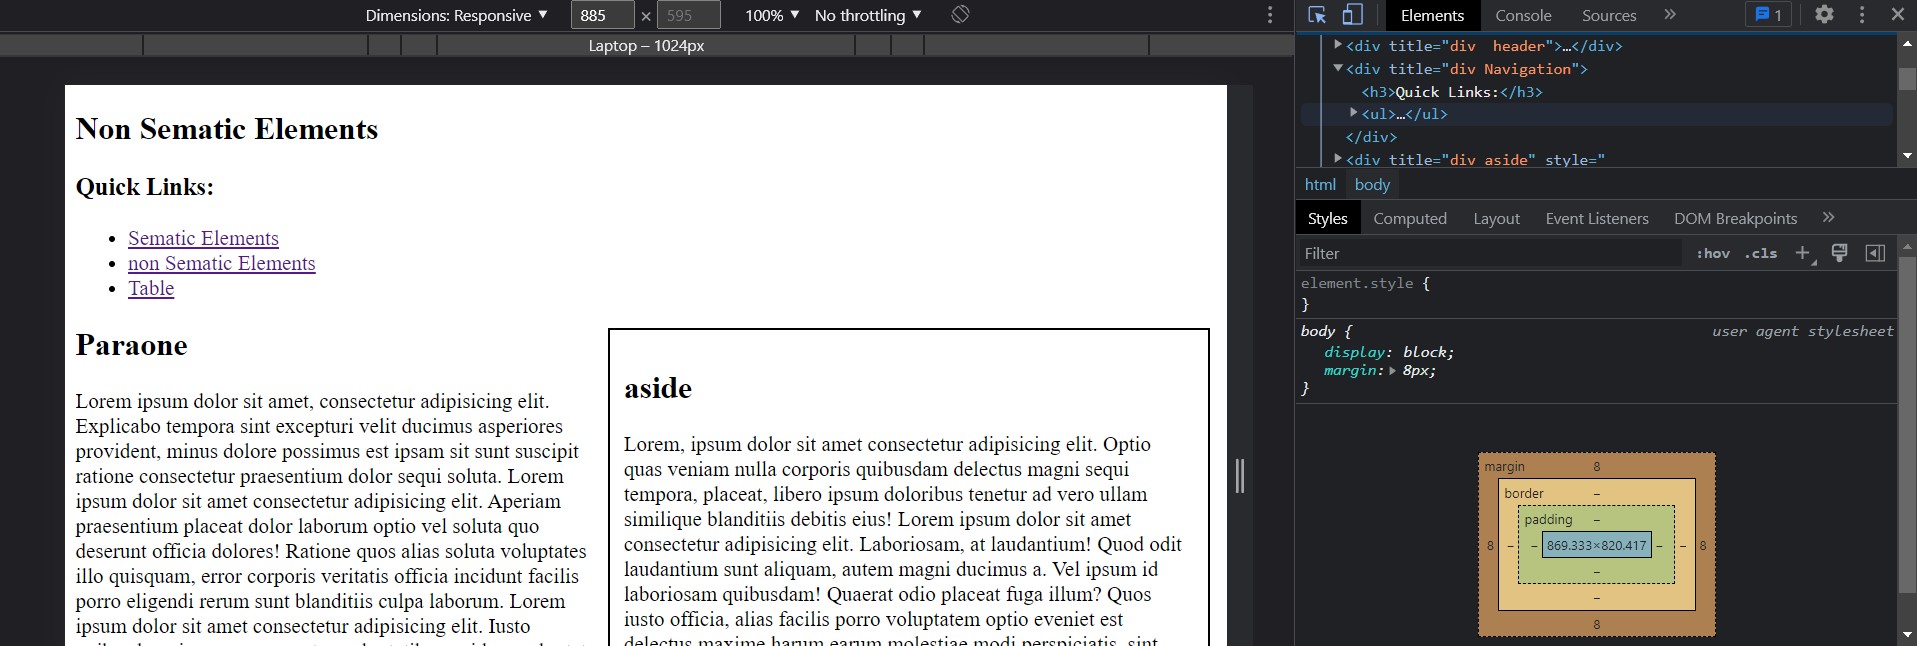 Dimensions: Responsive ▼ 885 × 595 100% ▼ No throttling ▼
Laptop – 1024px
Non Sematic Elements
Quick Links:
• Sematic Elements
• non Sematic Elements
• Table
Paraone
Lorem ipsum dolor sit amet, consectetur adipisicing elit.
Explicabo tempora sint excepturi velit ducimus asperiores
provident, minus dolore possimus est ipsam sit sunt suscipit
ratione consectetur praesentium dolor sequi soluta. Lorem
ipsum dolor sit amet consectetur adipisicing elit. Aperiam
praesentium placeat dolor laborum optio vel soluta quo
deserunt officia dolores! Ratione quos alias soluta voluptates
illo quisquam, error corporis veritatis officia incidunt facilis
porro eligendi rerum sunt blanditiis culpa laborum. Lorem
ipsum dolor sit amet consectetur adipisicing elit. Iusto
aside
Lorem, ipsum dolor sit amet consectetur adipisicing elit. Optio
quas veniam nulla corporis quibusdam delectus magni sequi
tempora, placeat, libero ipsum doloribus tenetur ad vero ullam
similique blanditiis debitis eius! Lorem ipsum dolor sit amet
consectetur adipisicing elit. Laboriosam, at laudantium! Quod odit
laudantium sunt aliquam, autem magni ducimus a. Vel ipsum id
laboriosam quibusdam! Quaerat odio placeat fuga illum? Quos
iusto officia, alias facilis porro voluptatem optio eveniet est
delectus maxime harum earum molestiae modi perspiciatis, sint
Elements Console Sources » 1
<div title="div  header">…</div>
<div title="div Navigation">
<h3>Quick Links:</h3>
<ul>…</ul>
</div>
<div title="div aside" style="
html body
Styles Computed Layout Event Listeners DOM Breakpoints »
Filter :hov .cls +
element.style {
}
body { user agent stylesheet
display: block;
margin: 8px;
}
margin 8
border –
padding –
8 – – 869.333×820.417 – – 8
–
–
8